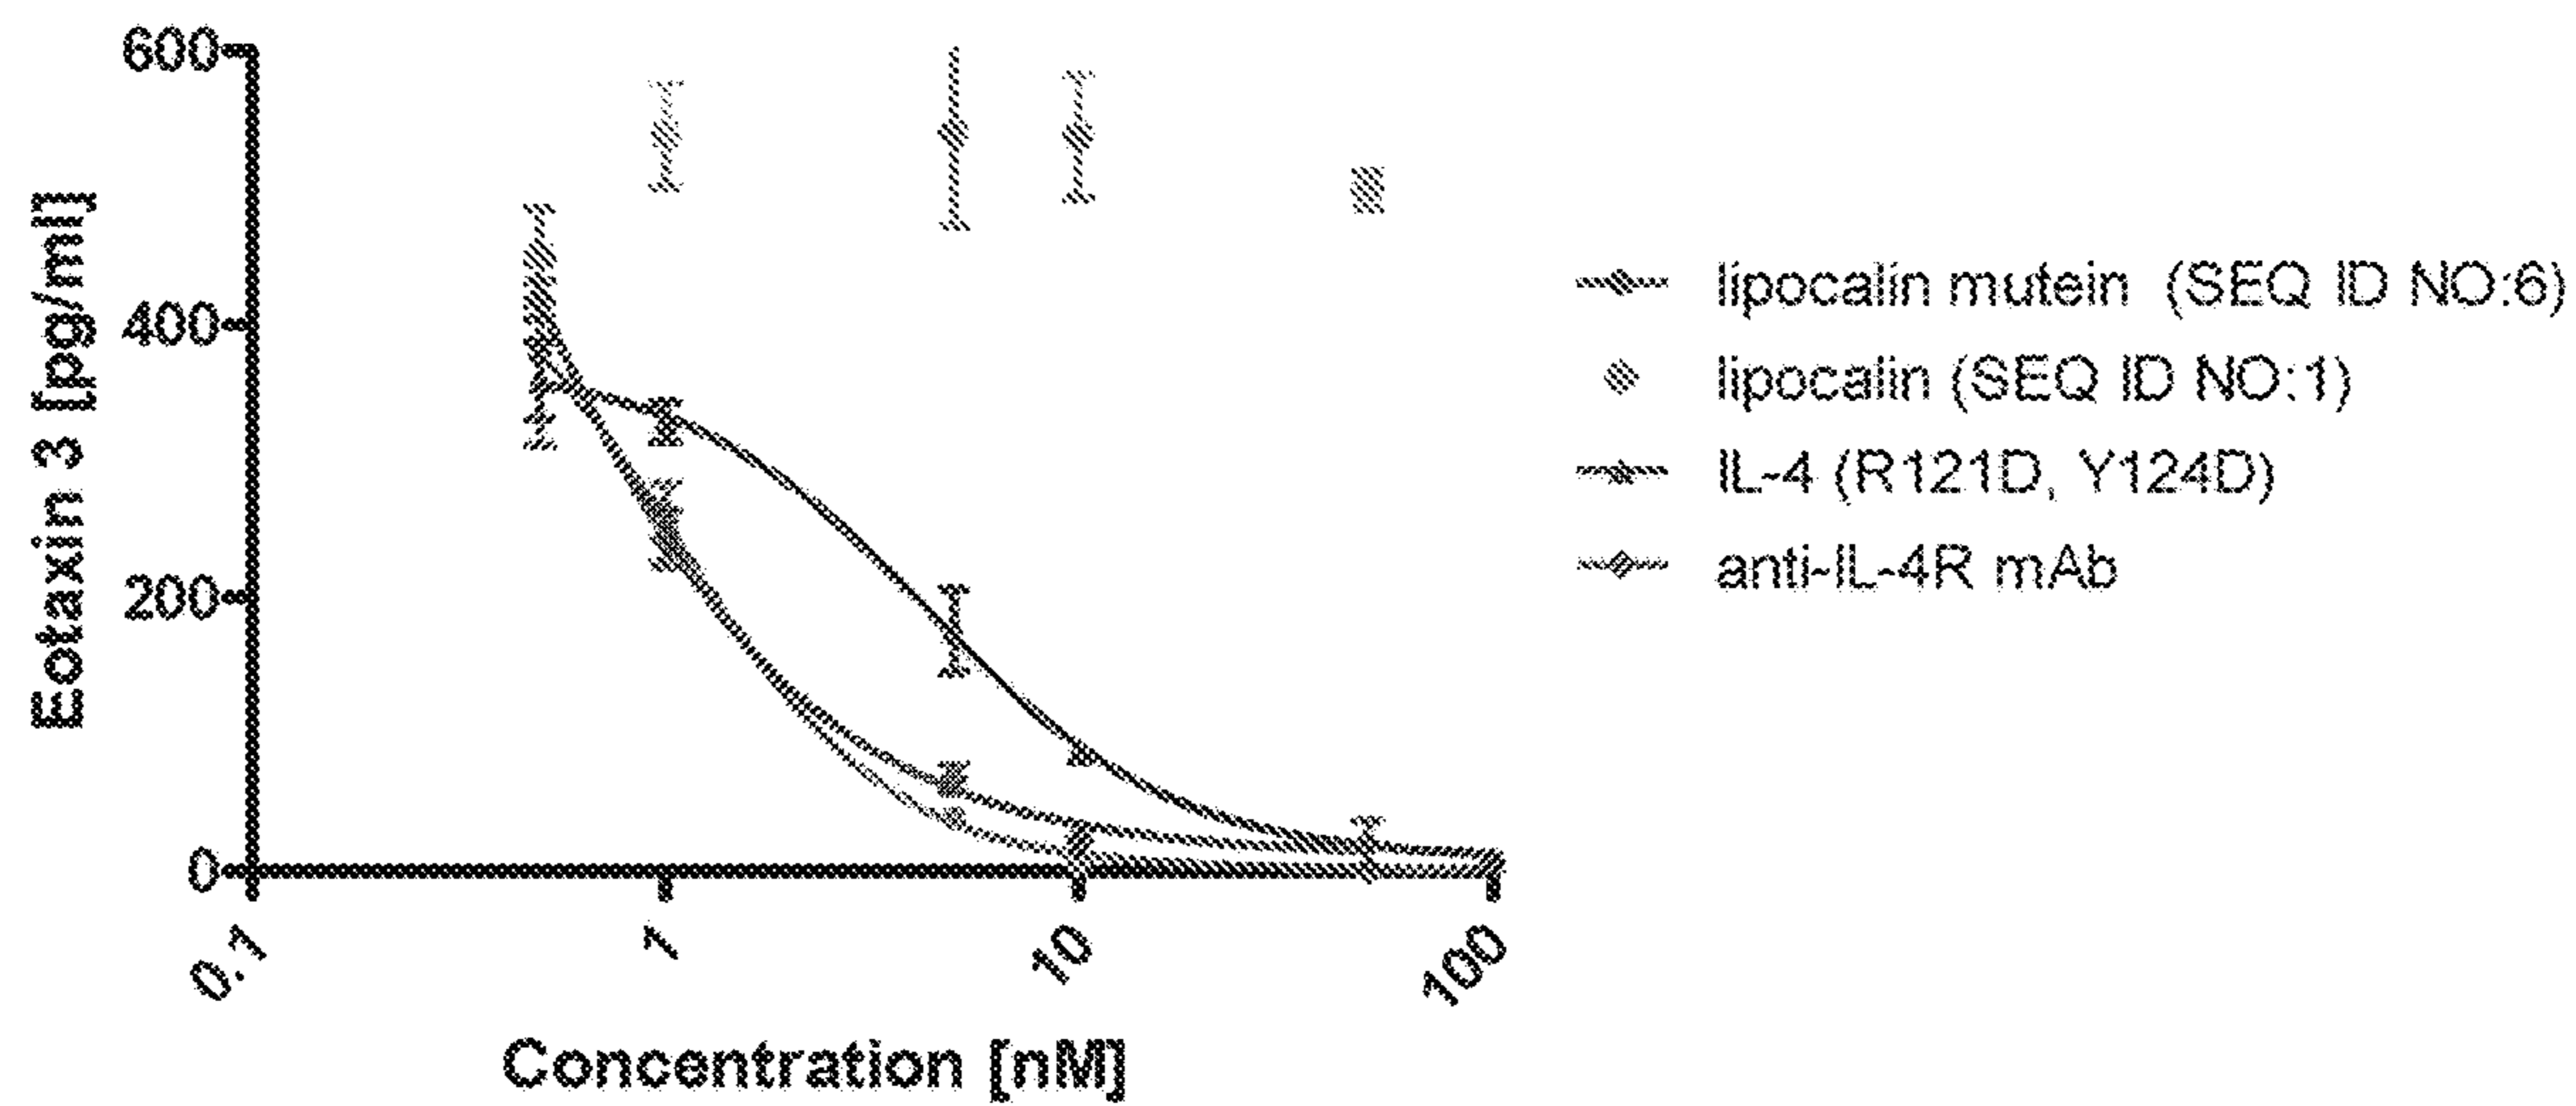 600
400
200
0
Eotaxin 3 [pg/ml]
0.1
1
10
100
Concentration [nM]
lipocalin mutein (SEQ ID NO:6)
lipocalin (SEQ ID NO:1)
IL-4 (R121D, Y124D)
anti-IL-4R mAb